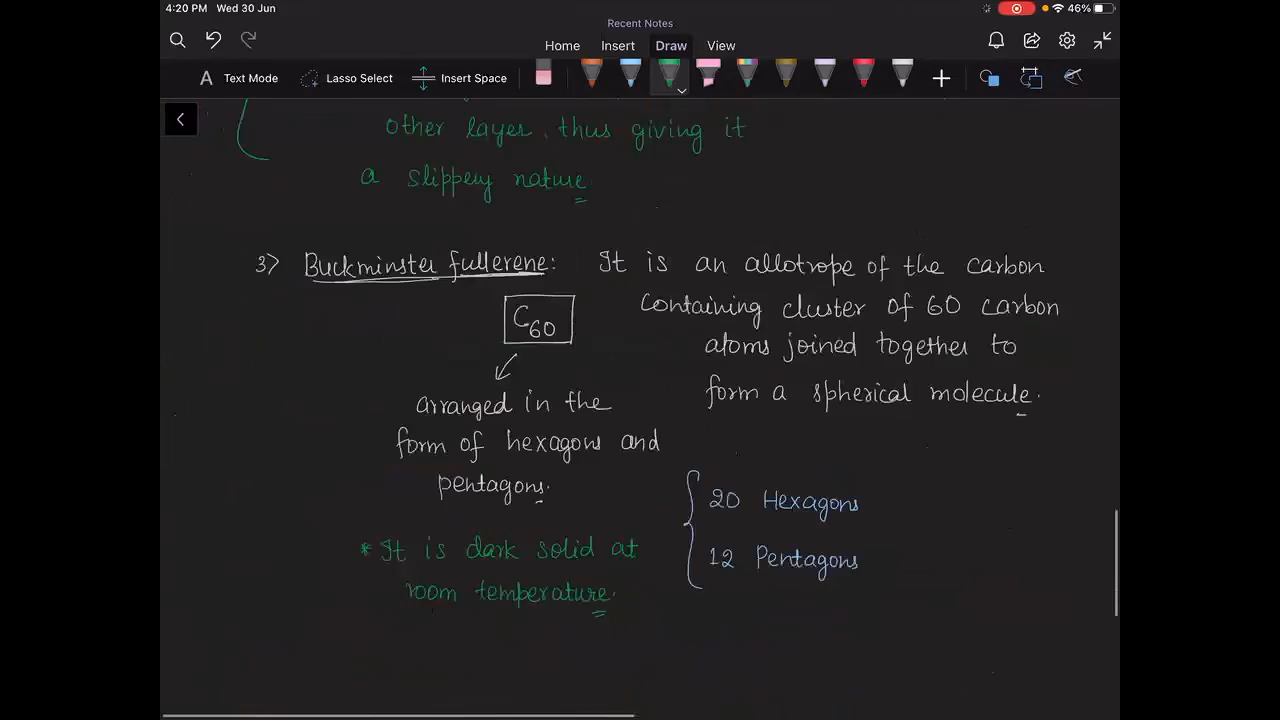 4:20 PM Wed 30 Jun
46%
Recent Notes
Home Insert Draw View
A Text Mode Lasso Select Insert Space
other layer, thus giving it
a slippery nature
3) Buckminster fullerene: It is an allotrope of the carbon
containing cluster of 60 carbon
atoms joined together to
form a spherical molecule.
C60
arranged in the
form of hexagons and
pentagons.
20 Hexagons
12 Pentagons
* It is dark solid at
room temperature.